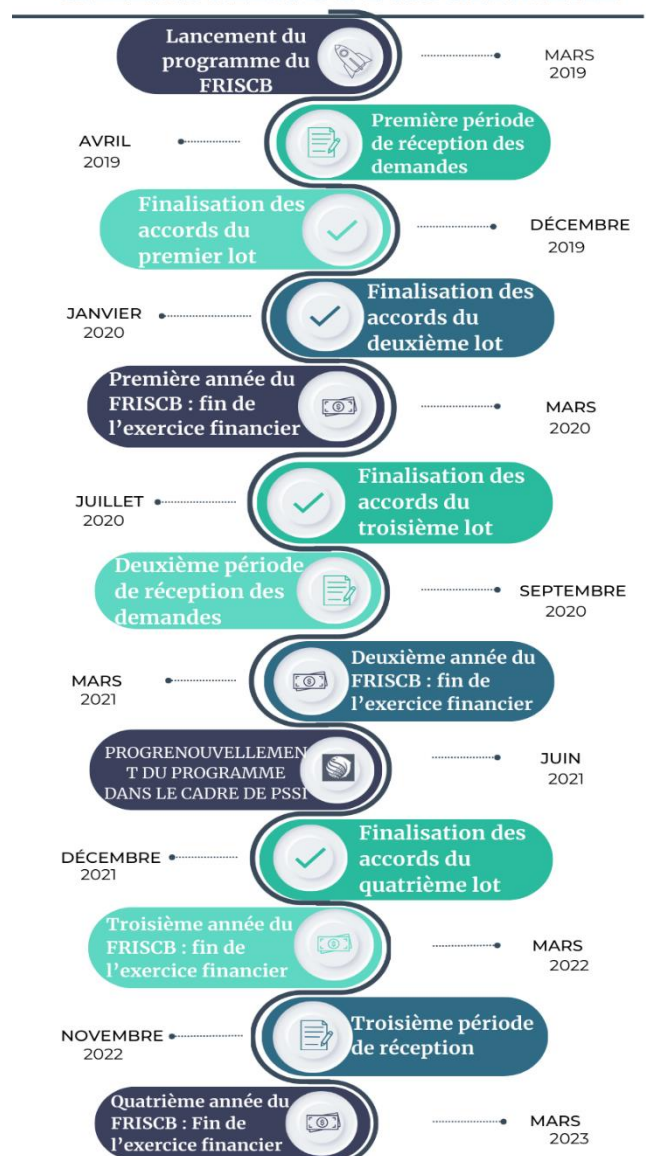 Lancement du
programme du
FRISCB
MARS
2019
AVRIL
2019
Première période
de réception des
demandes
Finalisation des
accords du
premier lot
DÉCEMBRE
2019
JANVIER
2020
Finalisation des
accords du
deuxième lot
Première année du
FRISCB : fin de
l’exercice financier
MARS
2020
JUILLET
2020
Finalisation des
accords du
troisième lot
Deuxième période
de réception des
demandes
SEPTEMBRE
2020
MARS
2021
Deuxième année du
FRISCB : fin de
l’exercice financier
PROGRENOUVELLEMEN
T DU PROGRAMME
DANS LE CADRE DE PSSI
JUIN
2021
DÉCEMBRE
2021
Finalisation des
accords du
quatrième lot
Troisième année du
FRISCB : fin de
l’exercice financier
MARS
2022
NOVEMBRE
2022
Troisième période
de réception
Quatrième année du
FRISCB : Fin de
l’exercice financier
MARS
2023